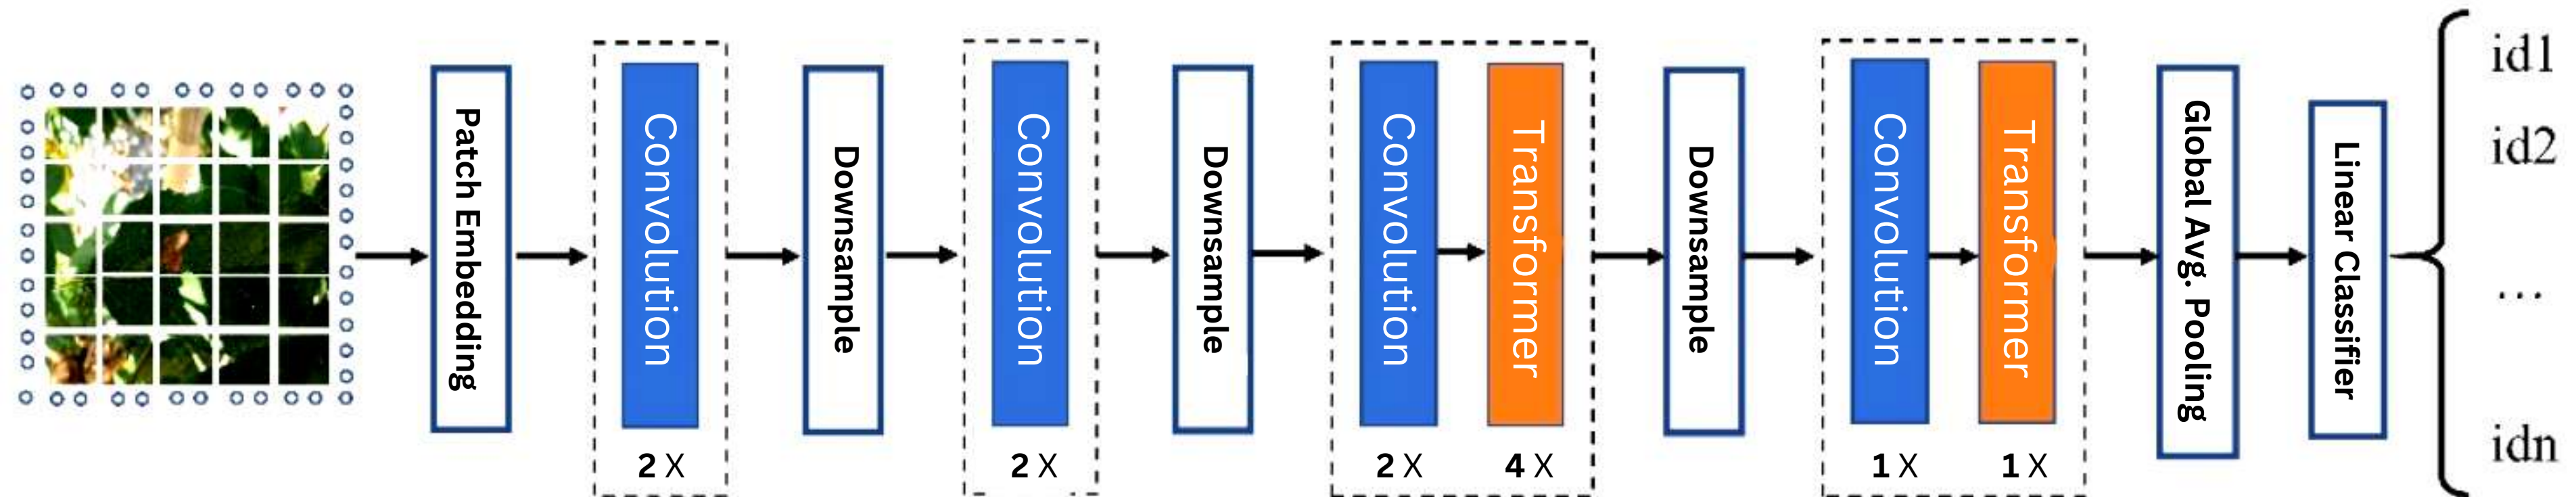 Patch Embedding
Convolution
2 X
Downsample
Convolution
2 X
Downsample
Convolution
2 X
Transformer
4 X
Downsample
Convolution
1 X
Transformer
1 X
Global Avg. Pooling
Linear Classifier
id1
id2
...
idn